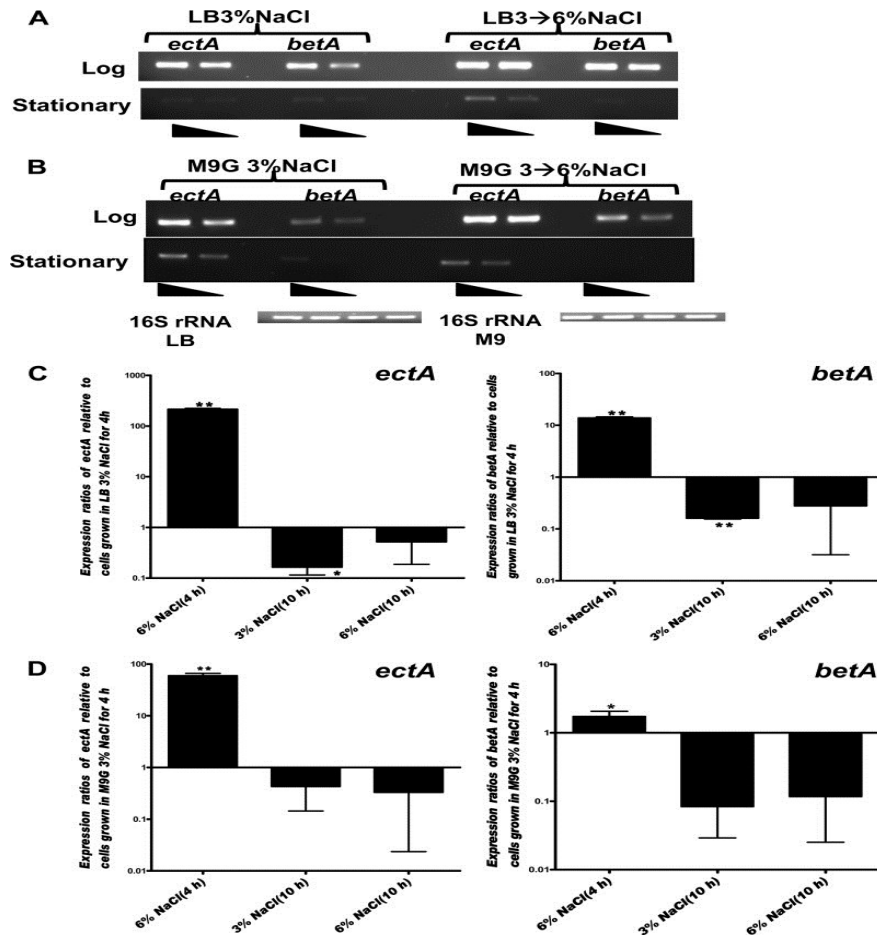 A
LB3%NaCl
LB3→6%NaCl
ectA
betA
ectA
betA
Log
Stationary
B
M9G 3%NaCl
M9G 3→6%NaCl
ectA
betA
ectA
betA
Log
Stationary
16S rRNA
LB
16S rRNA
M9
C
ectA
Expression ratios of ectA relative to
cells grown in LB 3% NaCl for 4h
1000
100
10
1
0.1
**
*
6% NaCl(4 h)
3% NaCl(10 h)
6% NaCl(10 h)
betA
Expression ratios of betA relative to cells
grown in LB 3% NaCl for 4 h
100
10
1
0.1
0.01
**
**
6% NaCl(4 h)
3% NaCl(10 h)
6% NaCl(10 h)
D
ectA
Expression ratios of ectA relative to
cells grown in M9G 3% NaCl for 4 h
100
10
1
0.1
0.01
**
6% NaCl(4 h)
3% NaCl(10 h)
6% NaCl(10 h)
betA
Expression ratios of betA relative to
cells grown in M9G 3% NaCl for 4 h
10
1
0.1
0.01
*
6% NaCl(4 h)
3% NaCl(10 h)
6% NaCl(10 h)